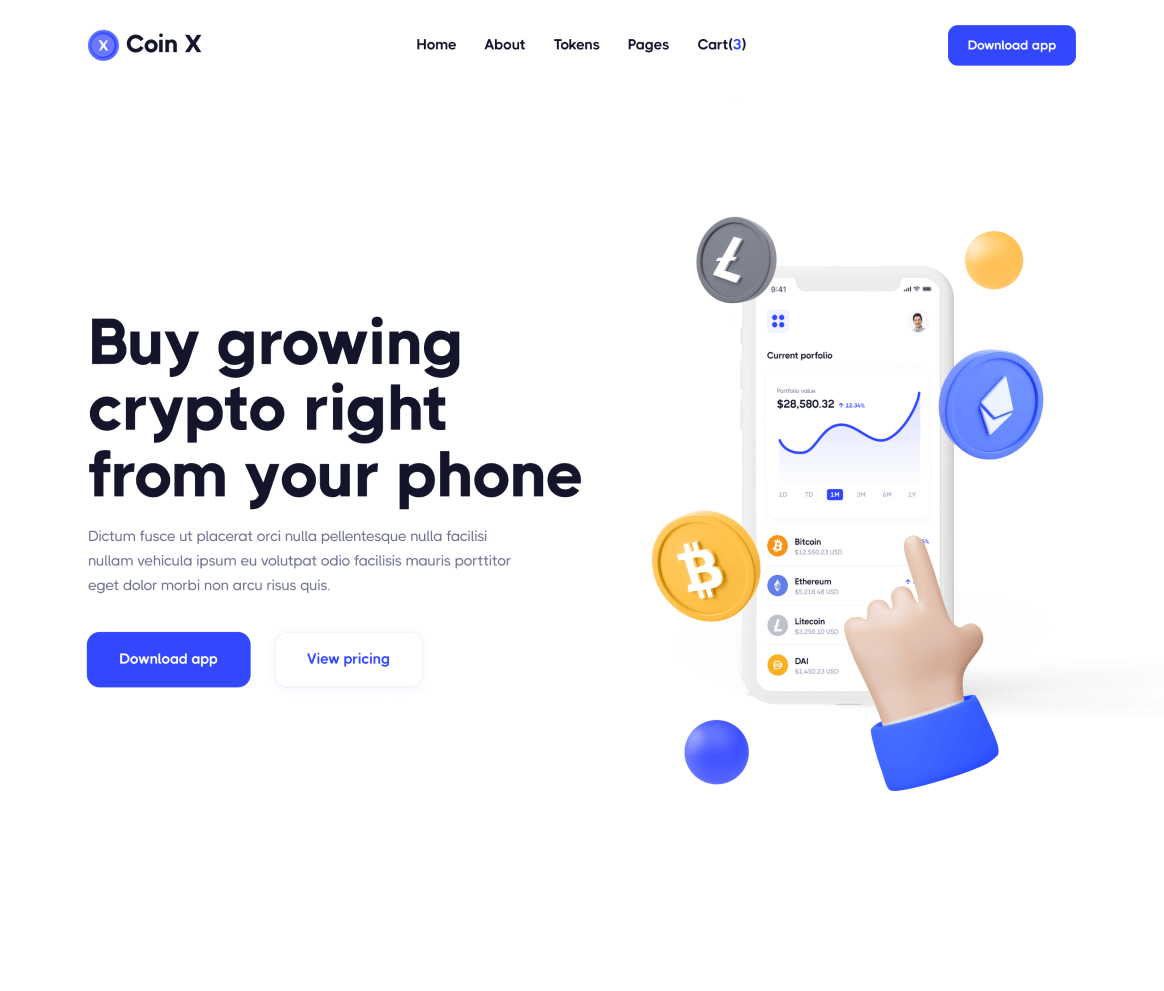 X Coin X
Home About Tokens Pages Cart(3)
Download app
Buy growing
crypto right
from your phone
Dictum fusce ut placerat orci nulla pellentesque nulla facilisi
nullam vehicula ipsum eu volutpat odio facilisis mauris porttitor
eget dolor morbi non arcu risus quis.
Download app
View pricing
9:41
Current porfolio
Portfolio value
$28,580.32 12.34%
1D 7D 1M 3M 6M 1Y
Bitcoin
$12,550.23 USD
Ethereum
$5,218.48 USD
Litecoin
$3,258.10 USD
DAI
$1,450.23 USD